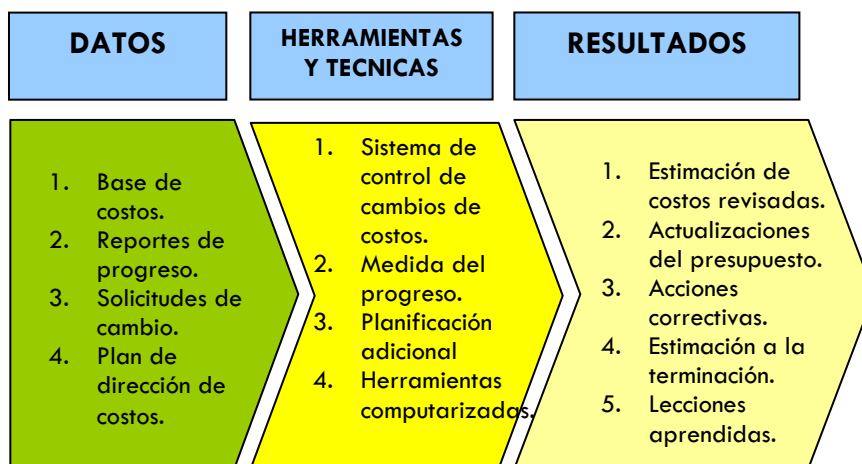 DATOS
HERRAMIENTAS
Y TECNICAS
RESULTADOS
1. Base de
costos.
2. Reportes de
progreso.
3. Solicitudes de
cambio.
4. Plan de
dirección de
costos.
1. Sistema de
control de
cambios de
costos.
2. Medida del
progreso.
3. Planificación
adicional
4. Herramientas
computarizadas.
1. Estimación de
costos revisadas.
2. Actualizaciones
del presupuesto.
3. Acciones
correctivas.
4. Estimación a la
terminación.
5. Lecciones
aprendidas.